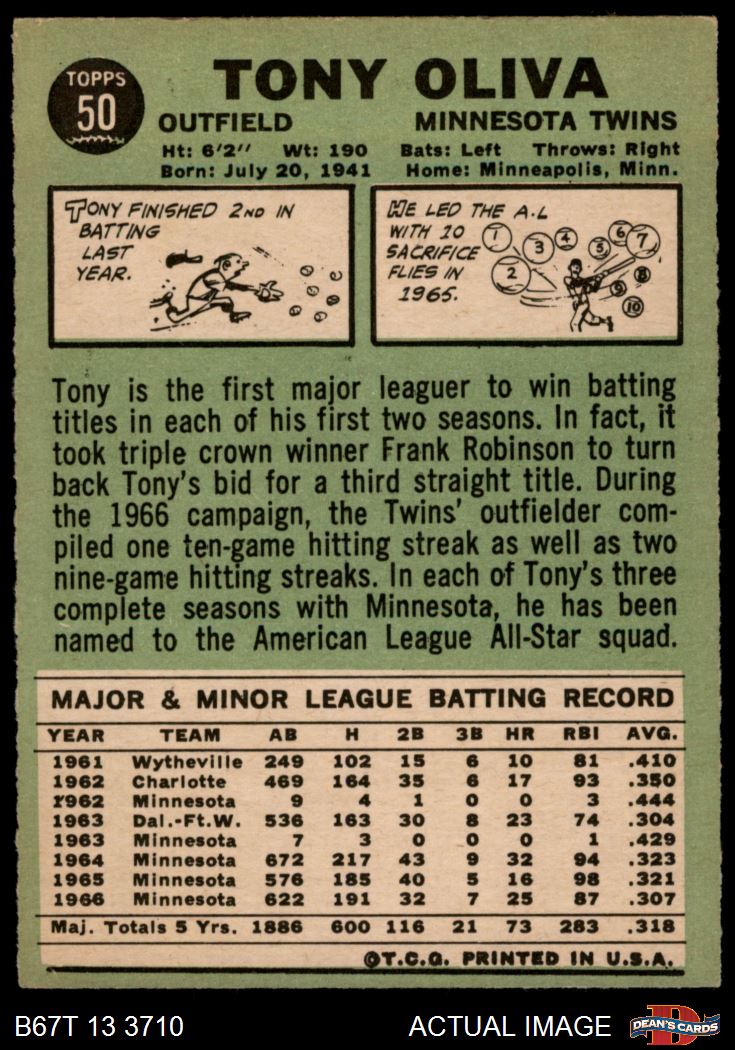 TOPPS
50
TONY OLIVA
OUTFIELD MINNESOTA TWINS
Ht: 6'2'' Wt: 190 Bats: Left Throws: Right
Born: July 20, 1941 Home: Minneapolis, Minn.
TONY FINISHED 2ND IN
BATTING
LAST
YEAR.
HE LED THE A.L
WITH 10
SACRIFICE
FLIES IN
1965.
1 2 3 4 5 6 7 8 9 10
Tony is the first major leaguer to win batting
titles in each of his first two seasons. In fact, it
took triple crown winner Frank Robinson to turn
back Tony's bid for a third straight title. During
the 1966 campaign, the Twins' outfielder com-
piled one ten-game hitting streak as well as two
nine-game hitting streaks. In each of Tony's three
complete seasons with Minnesota, he has been
named to the American League All-Star squad.
MAJOR & MINOR LEAGUE BATTING RECORD
YEAR TEAM AB H 2B 3B HR RBI AVG.
1961 Wytheville 249 102 15 6 10 81 .410
1962 Charlotte 469 164 35 6 17 93 .350
1962 Minnesota 9 4 1 0 0 3 .444
1963 Dal.-Ft.W. 536 163 30 8 23 74 .304
1963 Minnesota 7 3 0 0 0 1 .429
1964 Minnesota 672 217 43 9 32 94 .323
1965 Minnesota 576 185 40 5 16 98 .321
1966 Minnesota 622 191 32 7 25 87 .307
Maj. Totals 5 Yrs. 1886 600 116 21 73 283 .318
©T.C.G. PRINTED IN U.S.A.
B67T 13 3710 ACTUAL IMAGE D DEAN'S CARDS